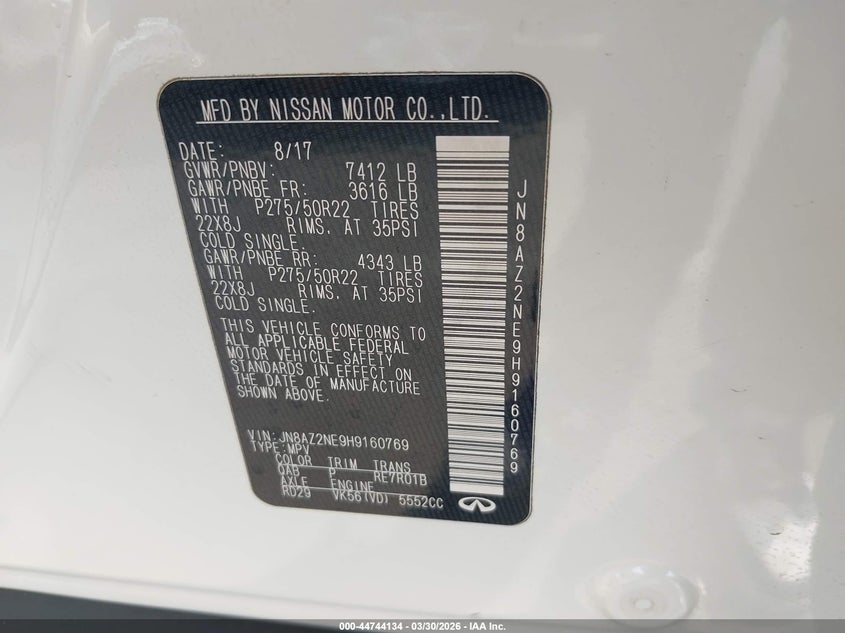 MFD BY NISSAN MOTOR CO.,LTD.
DATE: 8/17
GVWR/PNBV: 7412 LB
GAWR/PNBE FR: 3616 LB
WITH P275/50R22 TIRES
22X8J RIMS. AT 35PSI
COLD SINGLE.
GAWR/PNBE RR: 4343 LB
WITH P275/50R22 TIRES
22X8J RIMS. AT 35PSI
COLD SINGLE.
THIS VEHICLE CONFORMS TO
ALL APPLICABLE FEDERAL
MOTOR VEHICLE SAFETY
STANDARDS IN EFFECT ON
THE DATE OF MANUFACTURE
SHOWN ABOVE.
VIN:JN8AZ2NE9H9160769
TYPE:MPV
COLOR TRIM TRANS
QAB P RE7R01B
AXLE ENGINE
RD29 VK56(VD) 5552CC
JN8AZ2NE9H9160769
000-44744134 | 03/30/2026 - IAA Inc.